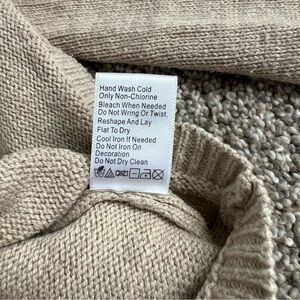 Hand Wash Cold
Only Non-Chlorine
Bleach When Needed
Do Not Wring Or Twist,
Reshape And Lay
Flat To Dry
Cool Iron If Needed
Do Not Iron On
Decoration
Do Not Dry Clean